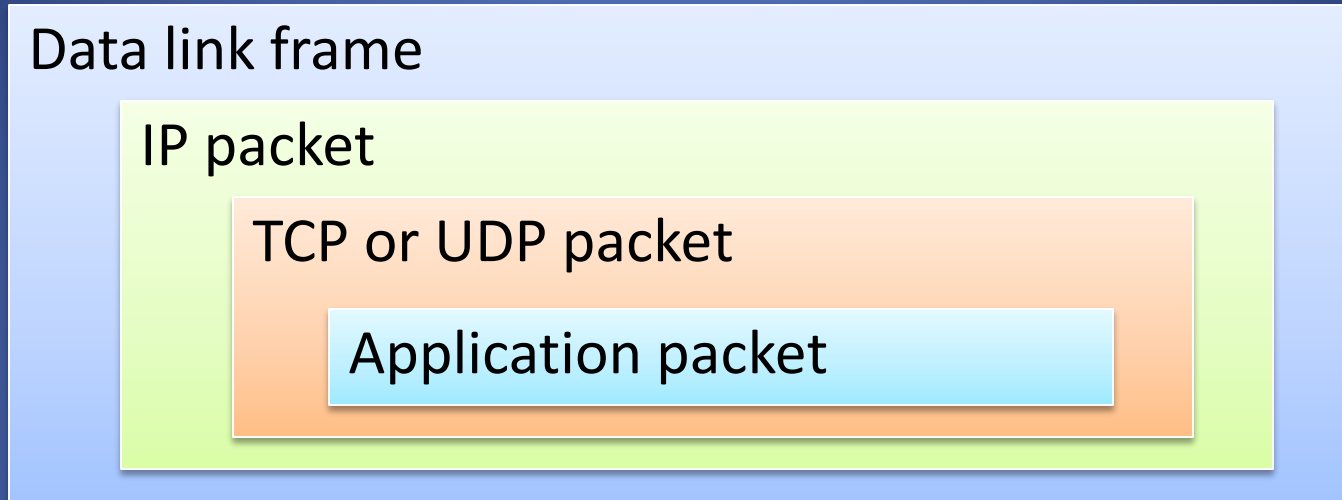 Data link frame
IP packet
TCP or UDP packet
Application packet